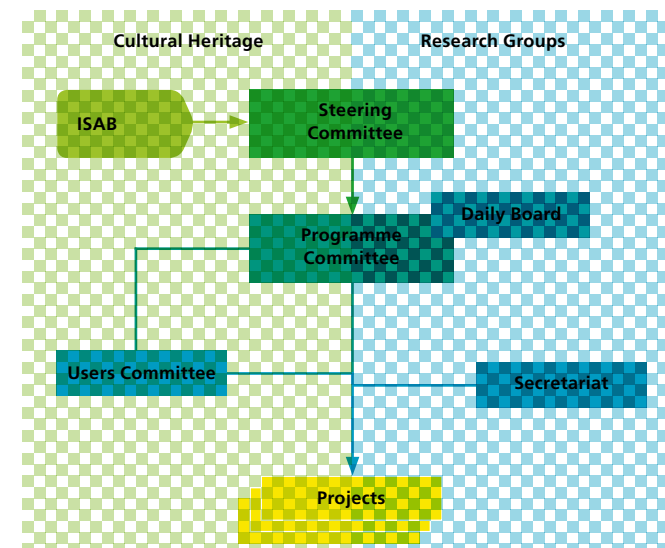 Cultural Heritage
Research Groups
ISAB
Steering
Committee
Daily Board
Programme
Committee
Users Committee
Secretariat
Projects